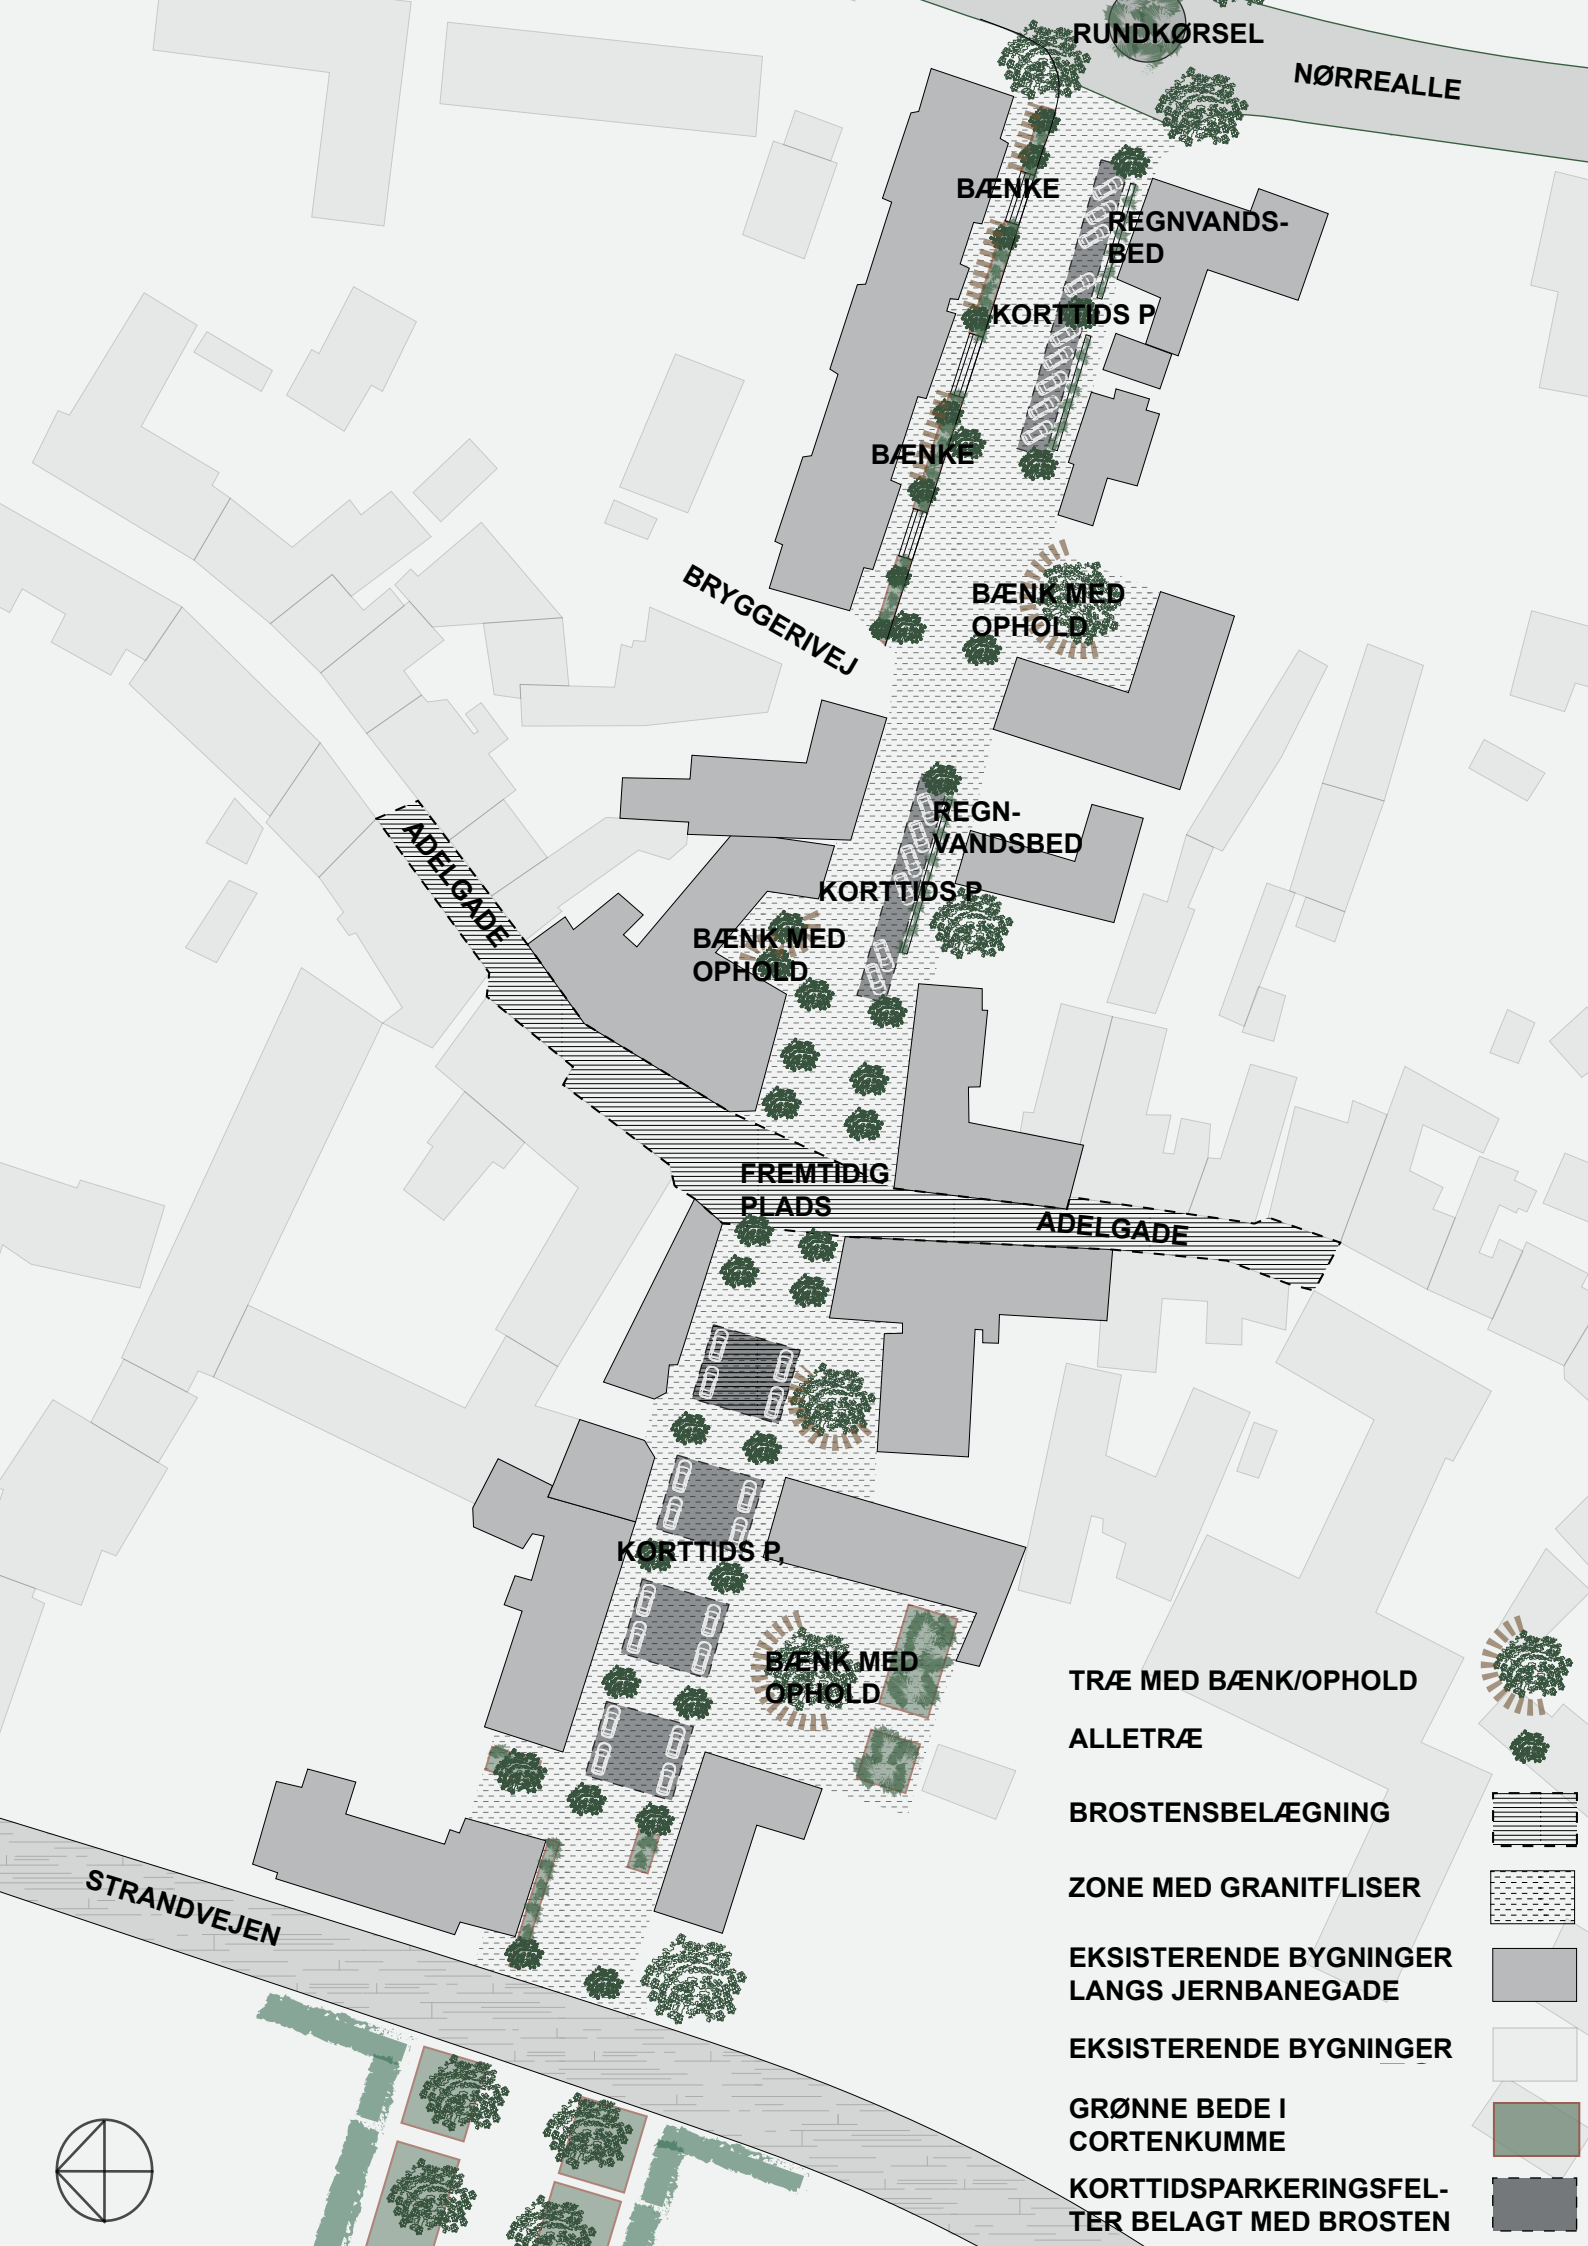 RUNDKØRSEL
NØRREALLE
BÆNKE
REGNVANDS-
BED
KORTTIDS P
BÆNKE
BRYGGERIVEJ
BÆNK MED
OPHOLD
ADELGADE
REGN-
VANDSBED
KORTTIDS P
BÆNK MED
OPHOLD
FREMTIDIG
PLADS
ADELGADE
KORTTIDS P,
BÆNK MED
OPHOLD
STRANDVEJEN
TRÆ MED BÆNK/OPHOLD
ALLETRÆ
BROSTENSBELÆGNING
ZONE MED GRANITFLISER
EKSISTERENDE BYGNINGER
LANGS JERNBANEGADE
EKSISTERENDE BYGNINGER
GRØNNE BEDE I
CORTENKUMME
KORTTIDSPARKERINGSFEL-
TER BELAGT MED BROSTEN